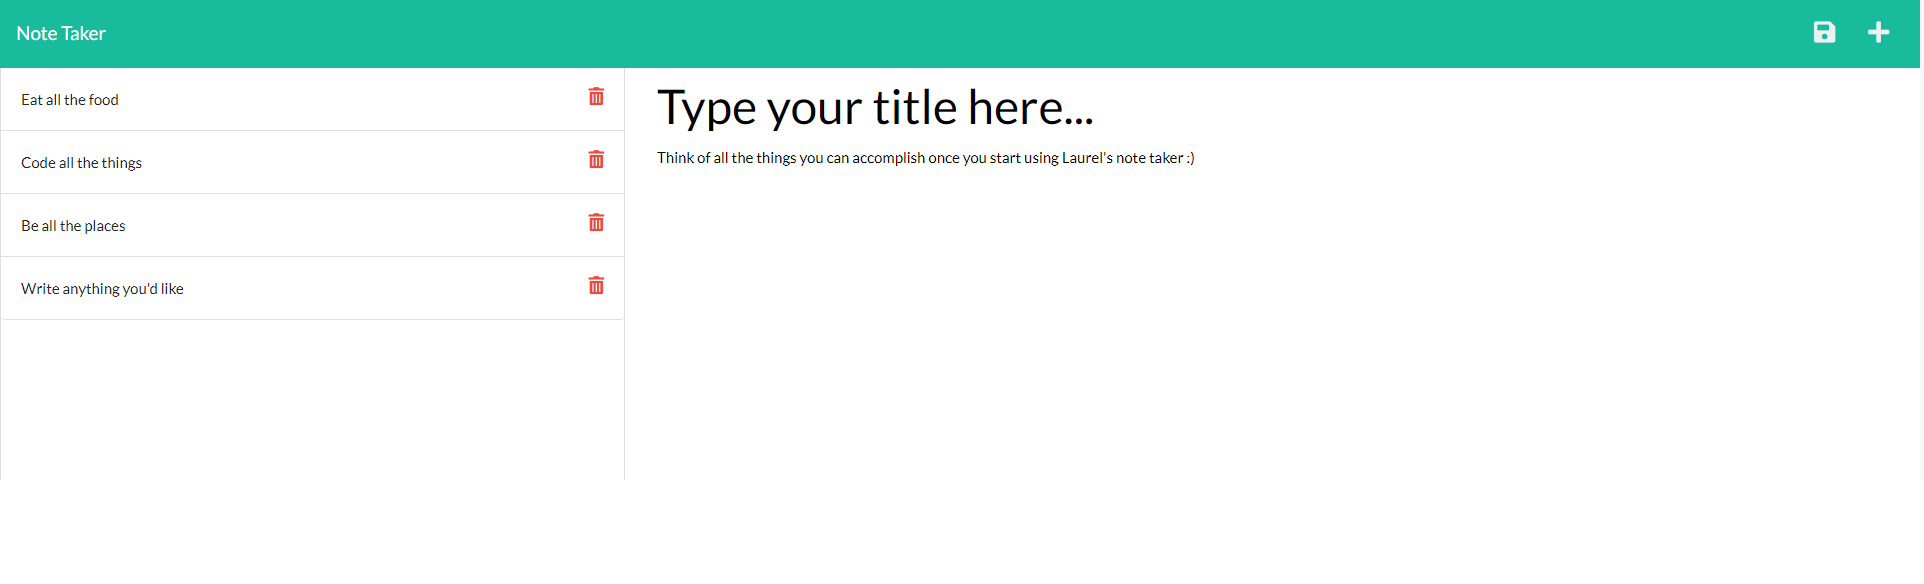 Note Taker
Eat all the food
Code all the things
Be all the places
Write anything you'd like
Type your title here...
Think of all the things you can accomplish once you start using Laurel's note taker :)